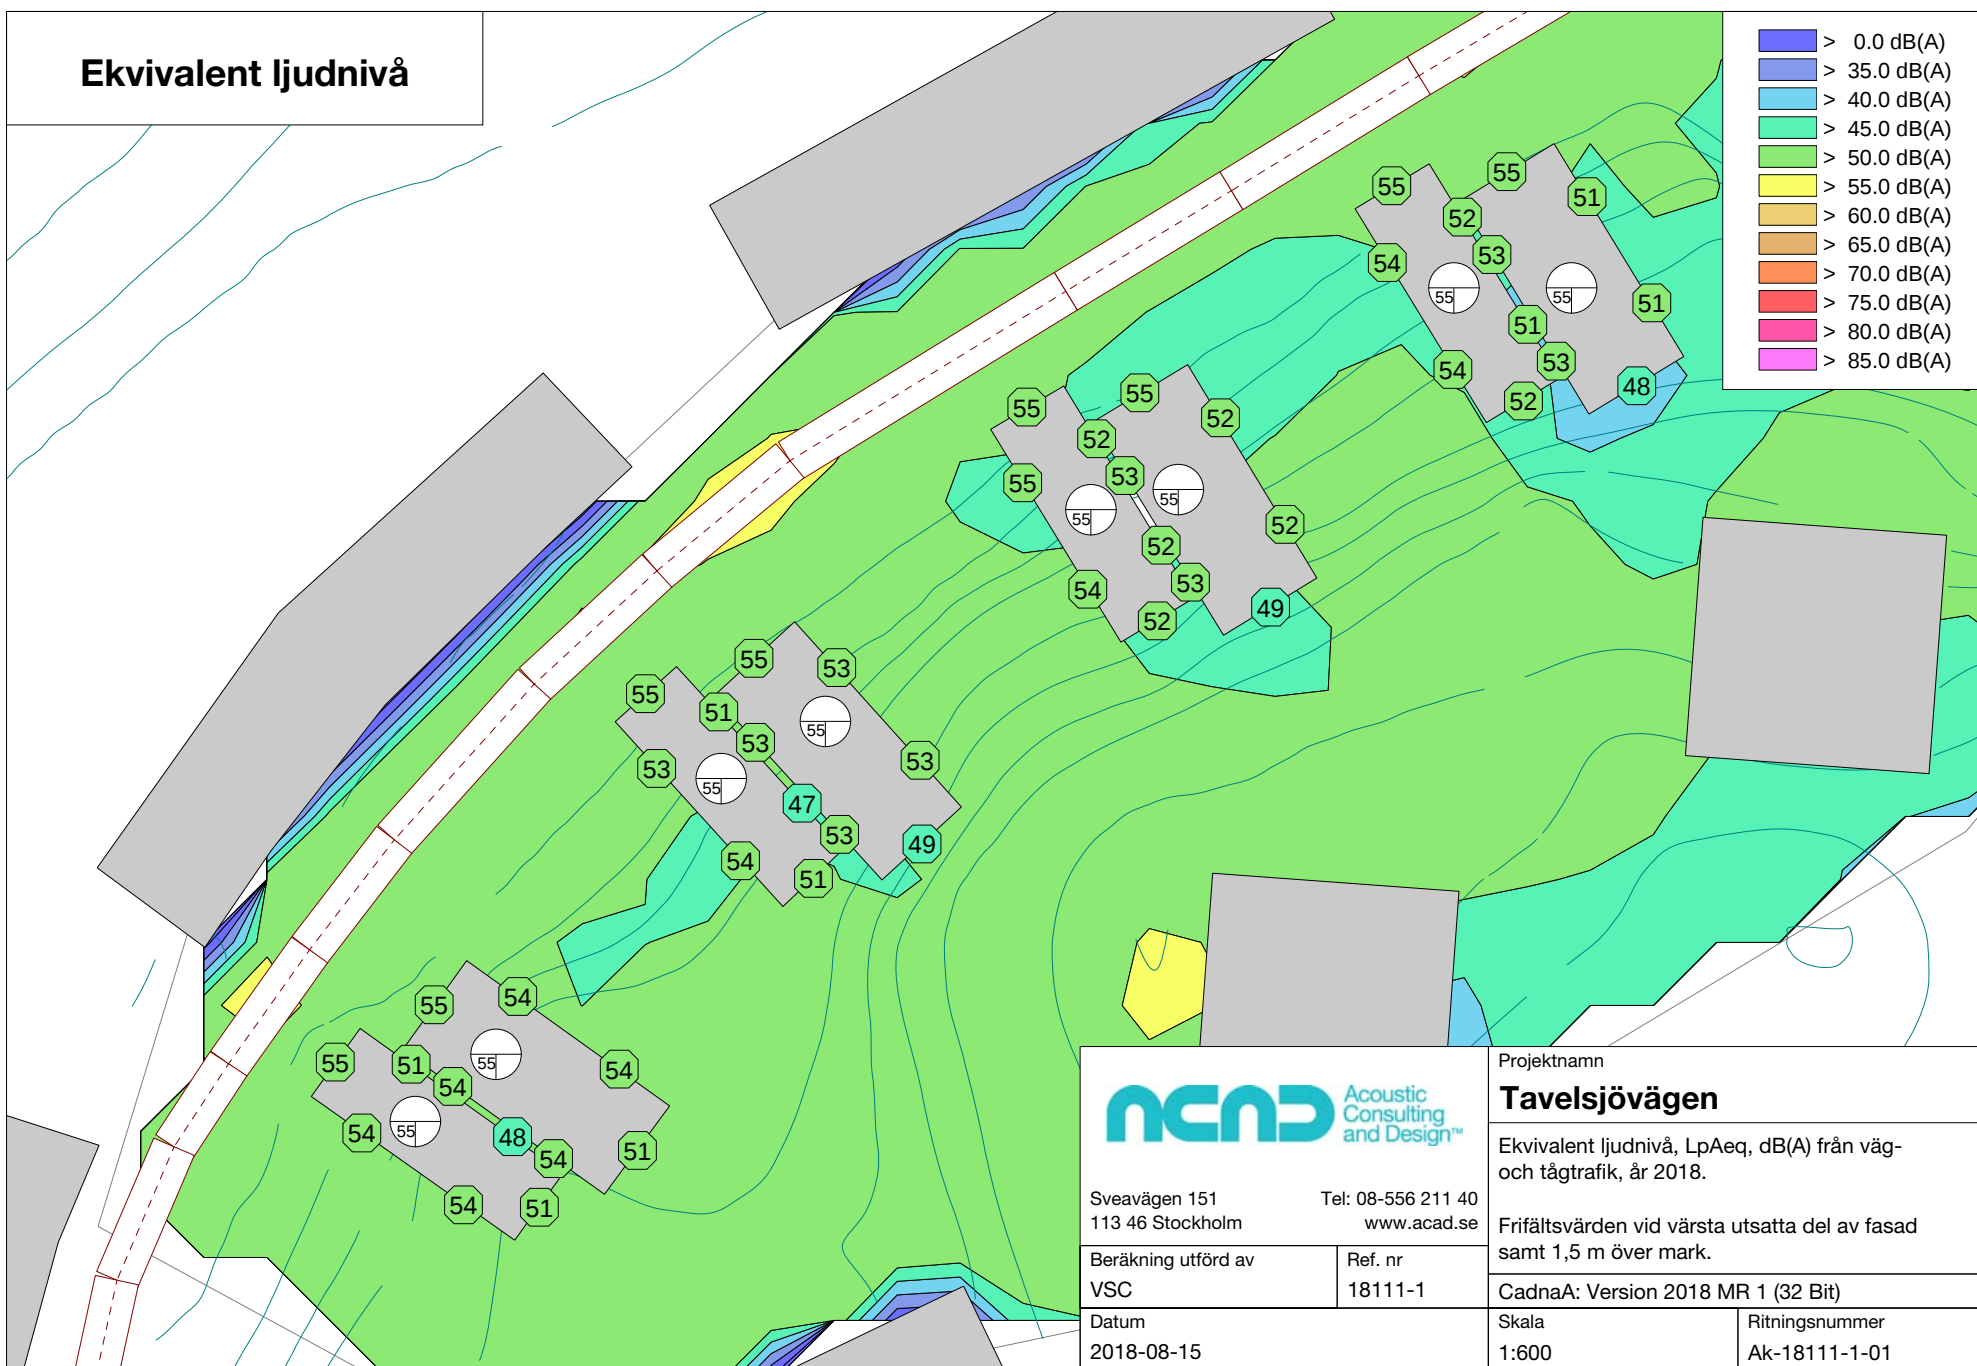 Ekvivalent ljudnivå
> 0.0 dB(A)
> 35.0 dB(A)
> 40.0 dB(A)
> 45.0 dB(A)
> 50.0 dB(A)
> 55.0 dB(A)
> 60.0 dB(A)
> 65.0 dB(A)
> 70.0 dB(A)
> 75.0 dB(A)
> 80.0 dB(A)
> 85.0 dB(A)
55
55
51
52
53
54
55
55
51
51
54
53
52
48
55
55
52
52
53
55
55
55
52
52
54
53
52
49
55
55
53
51
53
55
53
55
53
47
53
54
51
49
55
54
55
51
54
55
54
55
54
48
54
51
54
51
ACAD
Acoustic
Consulting
and Design™
Sveavägen 151
113 46 Stockholm
Tel: 08-556 211 40
www.acad.se
Beräkning utförd av
VSC
Ref. nr
18111-1
Datum
2018-08-15
Projektnamn
Tavelsjövägen
Ekvivalent ljudnivå, LpAeq, dB(A) från väg-
och tågtrafik, år 2018.
Frifältsvärden vid värsta utsatta del av fasad
samt 1,5 m över mark.
CadnaA: Version 2018 MR 1 (32 Bit)
Skala
1:600
Ritningsnummer
Ak-18111-1-01